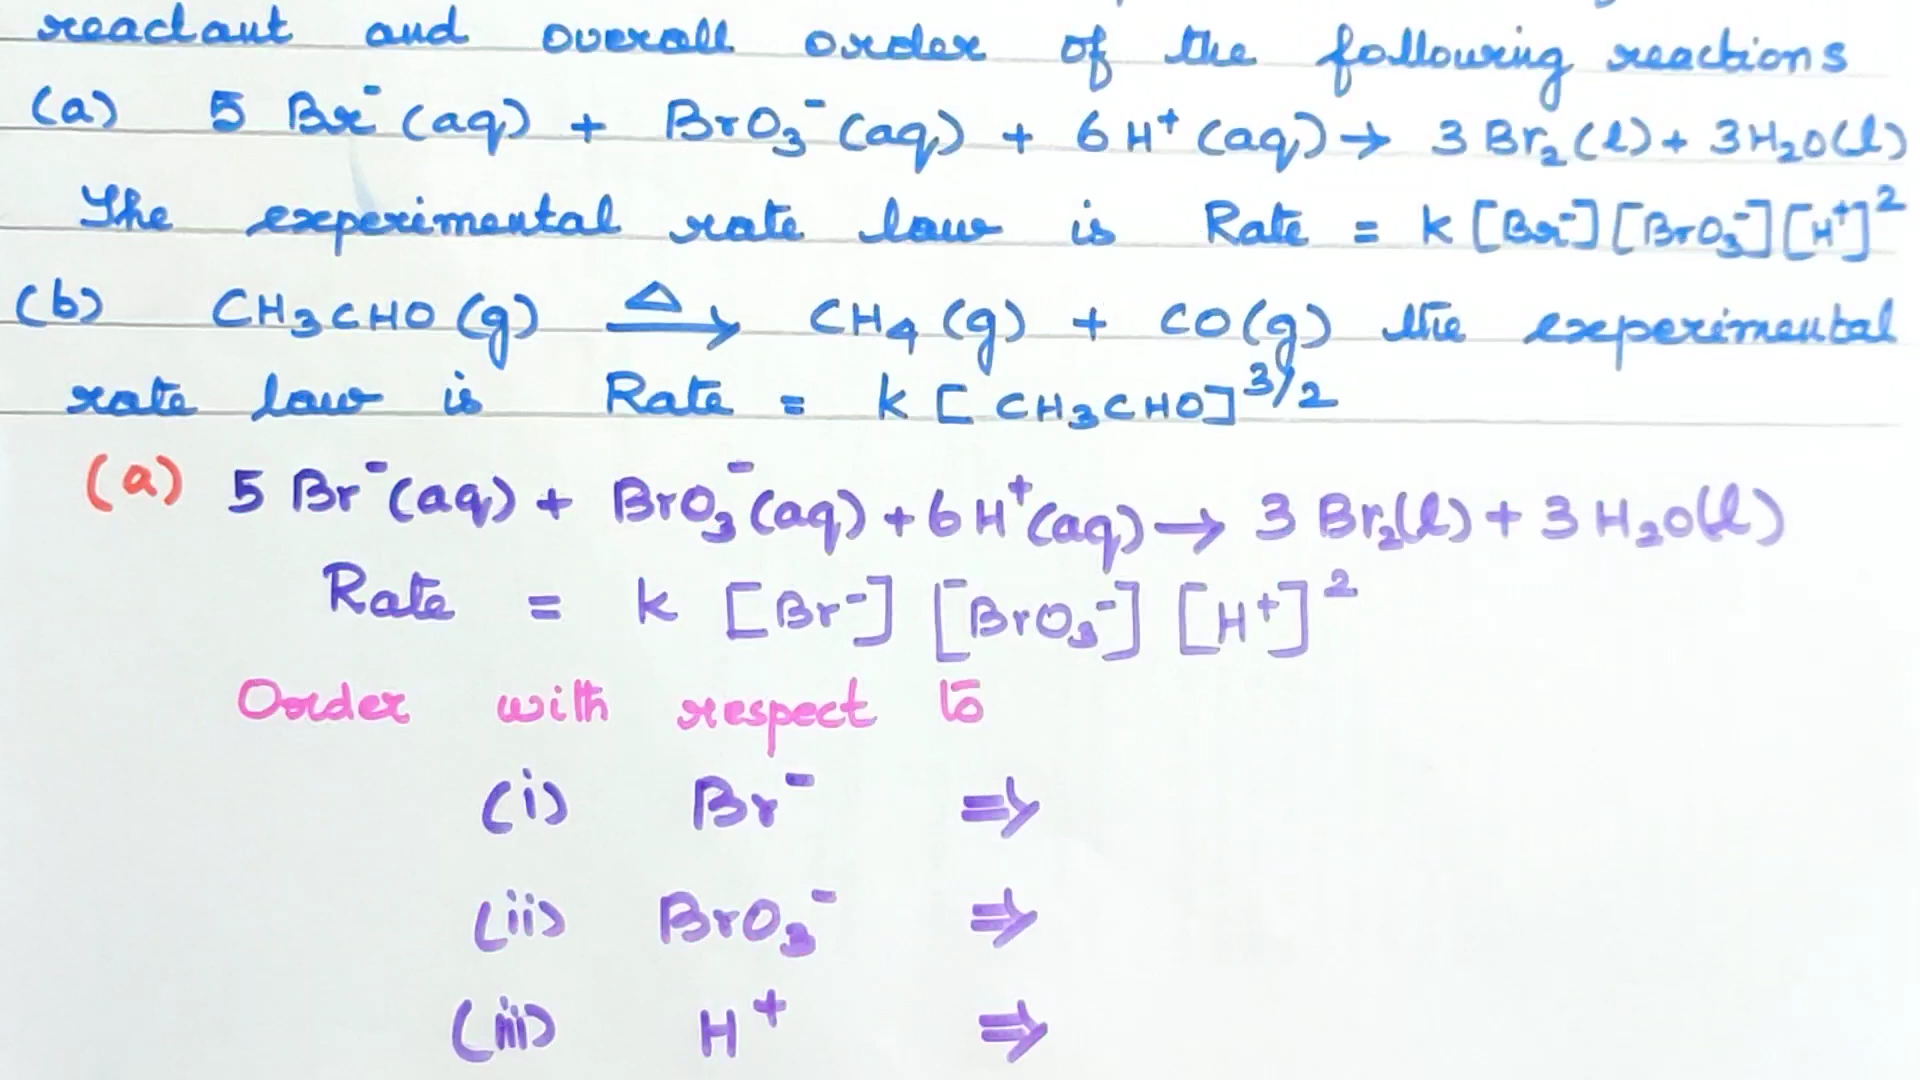 reactant and overall order of the following reactions
(a) 5 Br⁻(aq) + BrO₃⁻(aq) + 6H⁺(aq) → 3Br₂(l) + 3H₂O(l)
The experimental rate law is Rate = k[Br⁻][BrO₃⁻][H⁺]²
(b) CH₃CHO(g) —Δ→ CH₄(g) + CO(g) the experimental
rate law is Rate = k[CH₃CHO]³/²
(a) 5 Br⁻(aq) + BrO₃⁻(aq) + 6H⁺(aq) → 3 Br₂(l) + 3H₂O(l)
Rate = k [Br⁻] [BrO₃⁻] [H⁺]²
Order with respect to
(i) Br⁻ ⇒
(ii) BrO₃⁻ ⇒
(iii) H⁺ ⇒